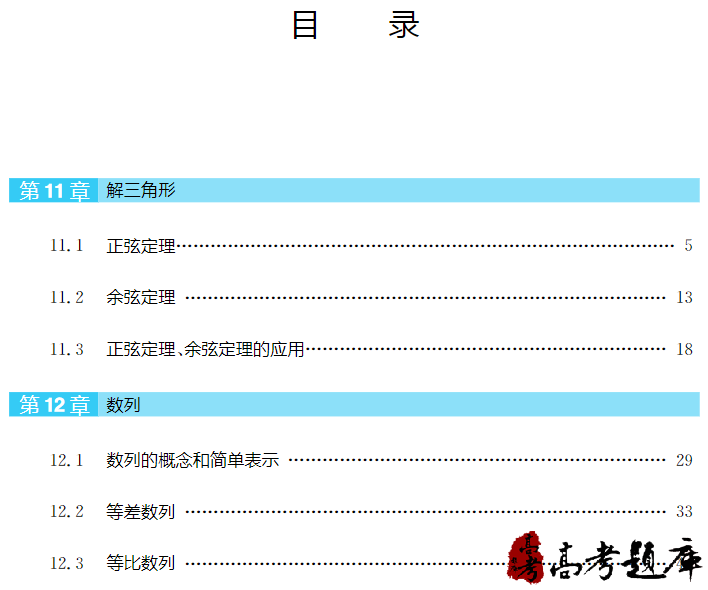 目 录
第 11 章 解三角形
11.1 正弦定理…………………………………………………………………… 5
11.2 余弦定理 ………………………………………………………………… 13
11.3 正弦定理、余弦定理的应用……………………………………………… 18
第 12 章 数列
12.1 数列的概念和简单表示 ………………………………………………… 29
12.2 等差数列 ………………………………………………………………… 33
12.3 等比数列 …………………………………………………………………
高考 高考题库